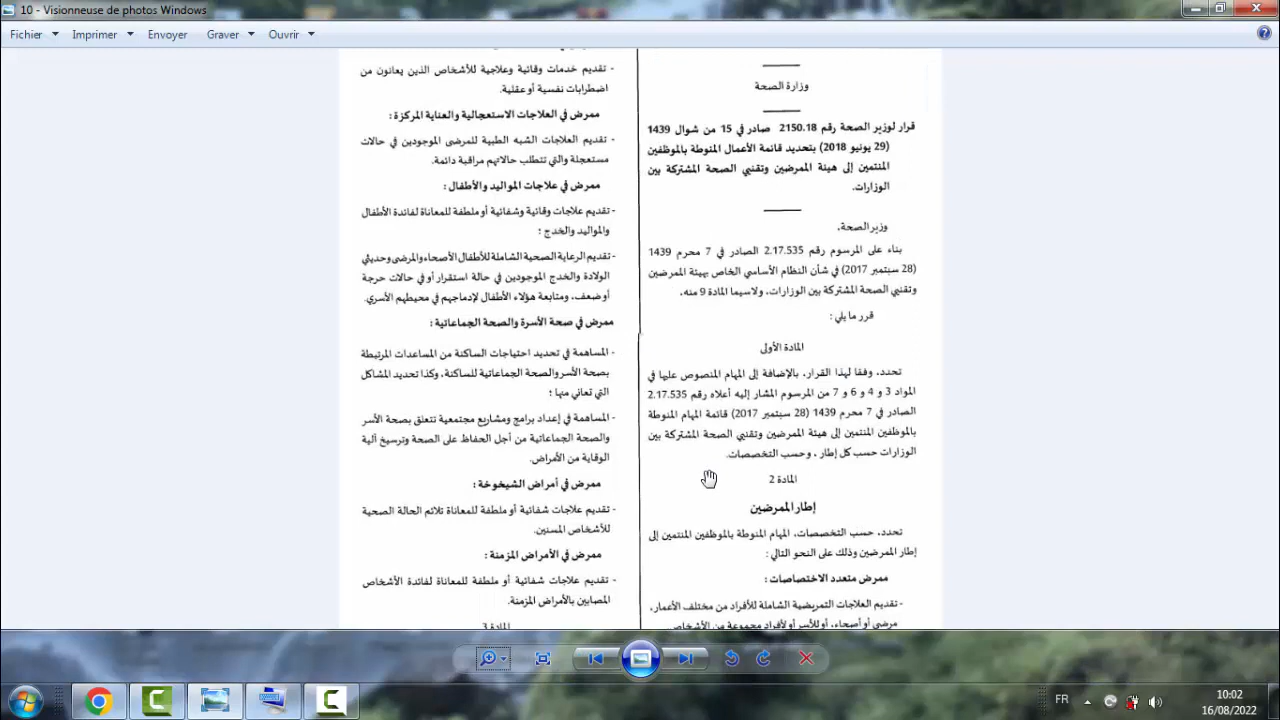 10 - Visionneuse de photos Windows
Fichier Imprimer Envoyer Graver Ouvrir
وزارة الصحة
قرار لوزير الصحة رقم 2150.18 صادر في 15 من شوال 1439
(29 يونيو 2018) بتحديد قائمة الأعمال المنوطة بالموظفين
المنتمين إلى هيئة الممرضين وتقنيي الصحة المشتركة بين
الوزارات.
وزير الصحة،
بناء على المرسوم رقم 2.17.535 الصادر في 7 محرم 1439
(28 سبتمبر 2017) في شأن النظام الأساسي الخاص بهيئة الممرضين
وتقنيي الصحة المشتركة بين الوزارات، ولاسيما المادة 9 منه،
قرر ما يلي :
المادة الأولى
تحدد، وفقا لهذا القرار، بالإضافة إلى المهام المنصوص عليها في
المواد 3 و 4 و 6 و 7 من المرسوم المشار إليه أعلاه رقم 2.17.535
الصادر في 7 محرم 1439 (28 سبتمبر 2017) قائمة المهام المنوطة
بالموظفين المنتمين إلى هيئة الممرضين وتقنيي الصحة المشتركة بين
الوزارات حسب كل إطار، وحسب التخصصات.
المادة 2
إطار الممرضين
تحدد، حسب التخصصات، المهام المنوطة بالموظفين المنتمين إلى
إطار الممرضين وذلك على النحو التالي :
ممرض متعدد الاختصاصات :
- تقديم العلاجات التمريضية الشاملة للأفراد من مختلف الأعمار،
مرضى أو أصحاء، أو للأسر أو لأفراد مجموعة من الأشخاص
- تقديم خدمات وقائية وعلاجية للأشخاص الذين يعانون من
اضطرابات نفسية أو عقلية.
ممرض في العلاجات الاستعجالية والعناية المركزة :
- تقديم العلاجات الشبه الطبية للمرضى الموجودين في حالات
مستعجلة والتي تتطلب حالاتهم مراقبة دائمة.
ممرض في علاجات المواليد والأطفال :
- تقديم علاجات وقائية وشفائية أو ملطفة للمعاناة لفائدة الأطفال
والمواليد والخدج ؛
- تقديم الرعاية الصحية الشاملة للأطفال الأصحاء والمرضى وحديثي
الولادة والخدج الموجودين في حالة استقرار أو في حالات حرجة
أو ضعف، ومتابعة هؤلاء الأطفال لإدماجهم في محيطهم الأسري.
ممرض في صحة الأسرة والصحة الجماعاتية :
- المساهمة في تحديد احتياجات الساكنة من المساعدات المرتبطة
بصحة الأسر والصحة الجماعاتية للساكنة، وكذا تحديد المشاكل
التي تعاني منها ؛
- المساهمة في إعداد برامج ومشاريع مجتمعية تتعلق بصحة الأسر
والصحة الجماعاتية من أجل الحفاظ على الصحة وترسيخ آلية
الوقاية من الأمراض.
ممرض في أمراض الشيخوخة :
- تقديم علاجات شفائية أو ملطفة للمعاناة تلائم الحالة الصحية
للأشخاص المسنين.
ممرض في الأمراض المزمنة :
- تقديم علاجات شفائية أو ملطفة للمعاناة لفائدة الأشخاص
المصابين بالأمراض المزمنة.
المادة 3
FR
10:02
16/08/2022